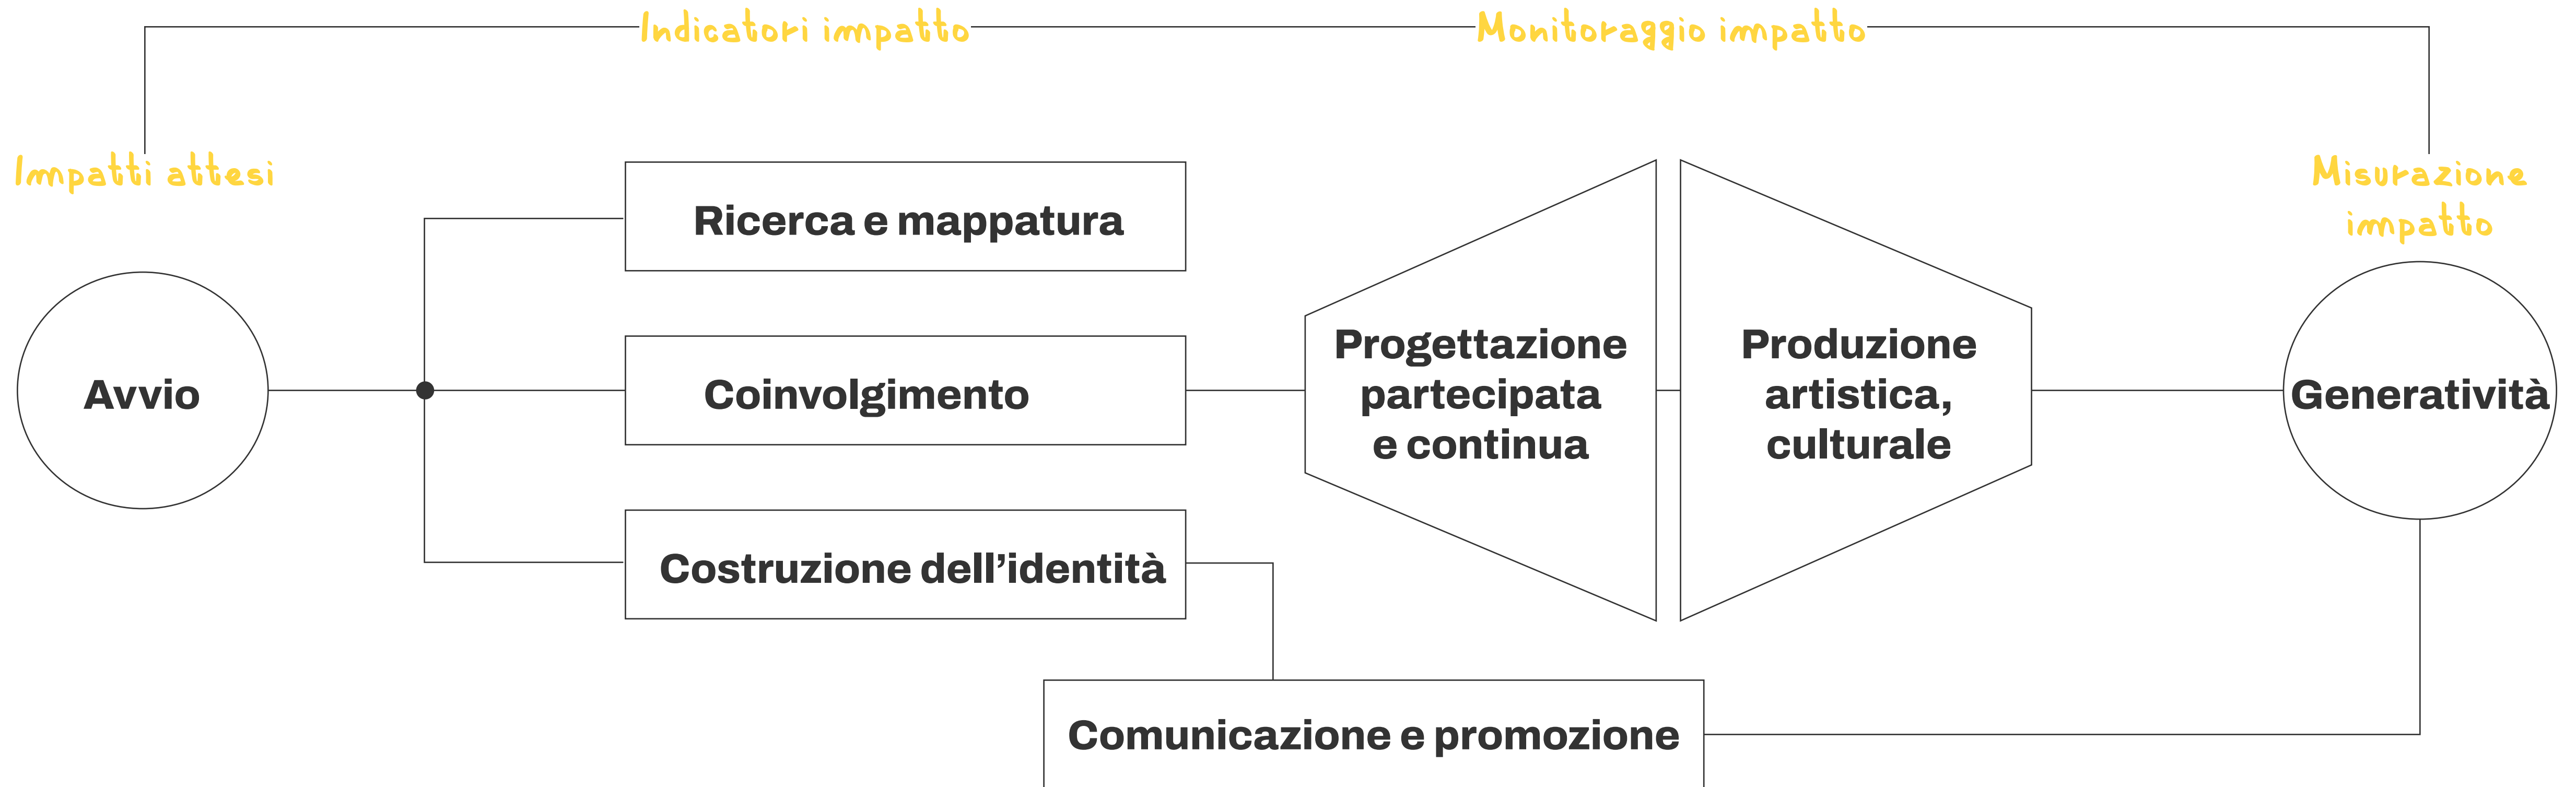 Indicatori impatto
Monitoraggio impatto
Impatti attesi
Misurazione
impatto
Ricerca e mappatura
Avvio
Coinvolgimento
Costruzione dell’identità
Progettazione
partecipata
e continua
Produzione
artistica,
culturale
Generatività
Comunicazione e promozione